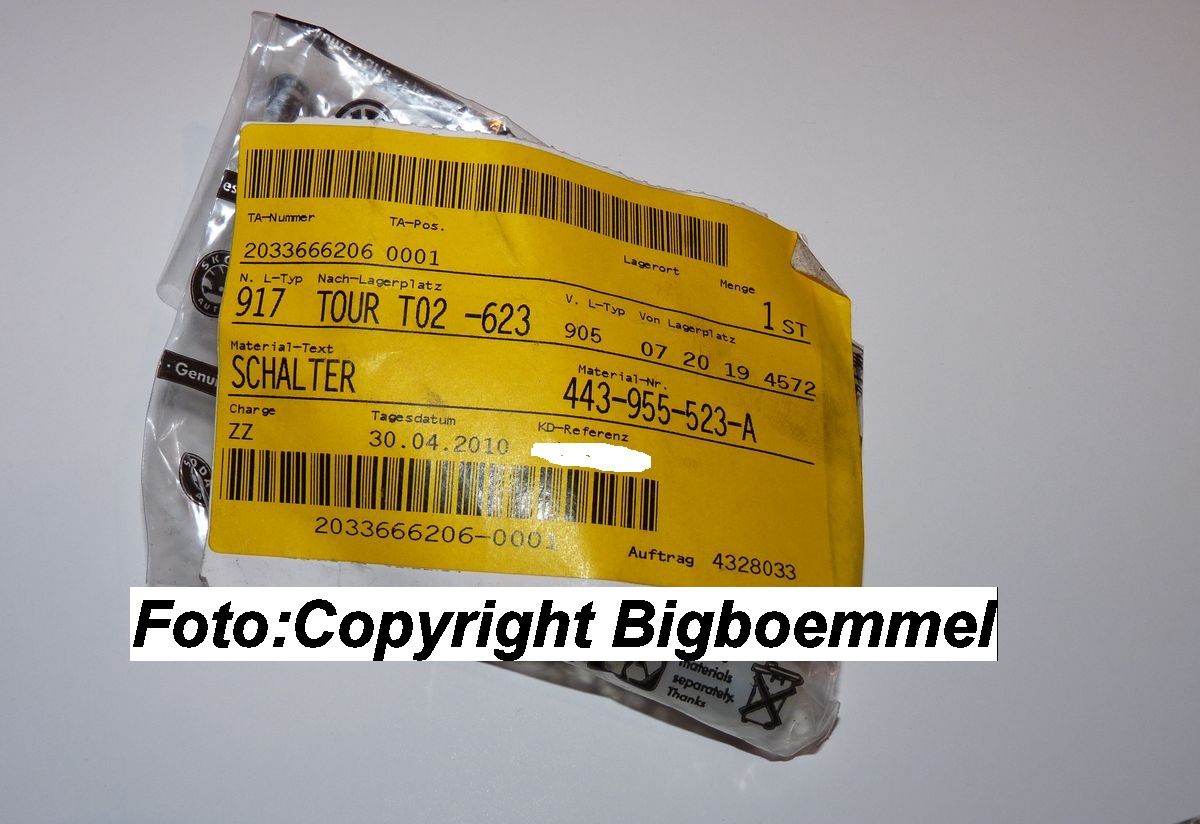 TA-Nummer TA-Pos. Lagerort Menge
2033666206 0001 1 ST
N. L-Typ Nach-Lagerplatz V. L-Typ Von Lagerplatz
917 TOUR T02 -623 905 07 20 19 4572
Material-Text Material-Nr.
SCHALTER 443-955-523-A
Charge Tagesdatum KD-Referenz
ZZ 30.04.2010
2033666206-0001
Auftrag 4328033
Foto:Copyright Bigboemmel
materials
separately.
Thanks